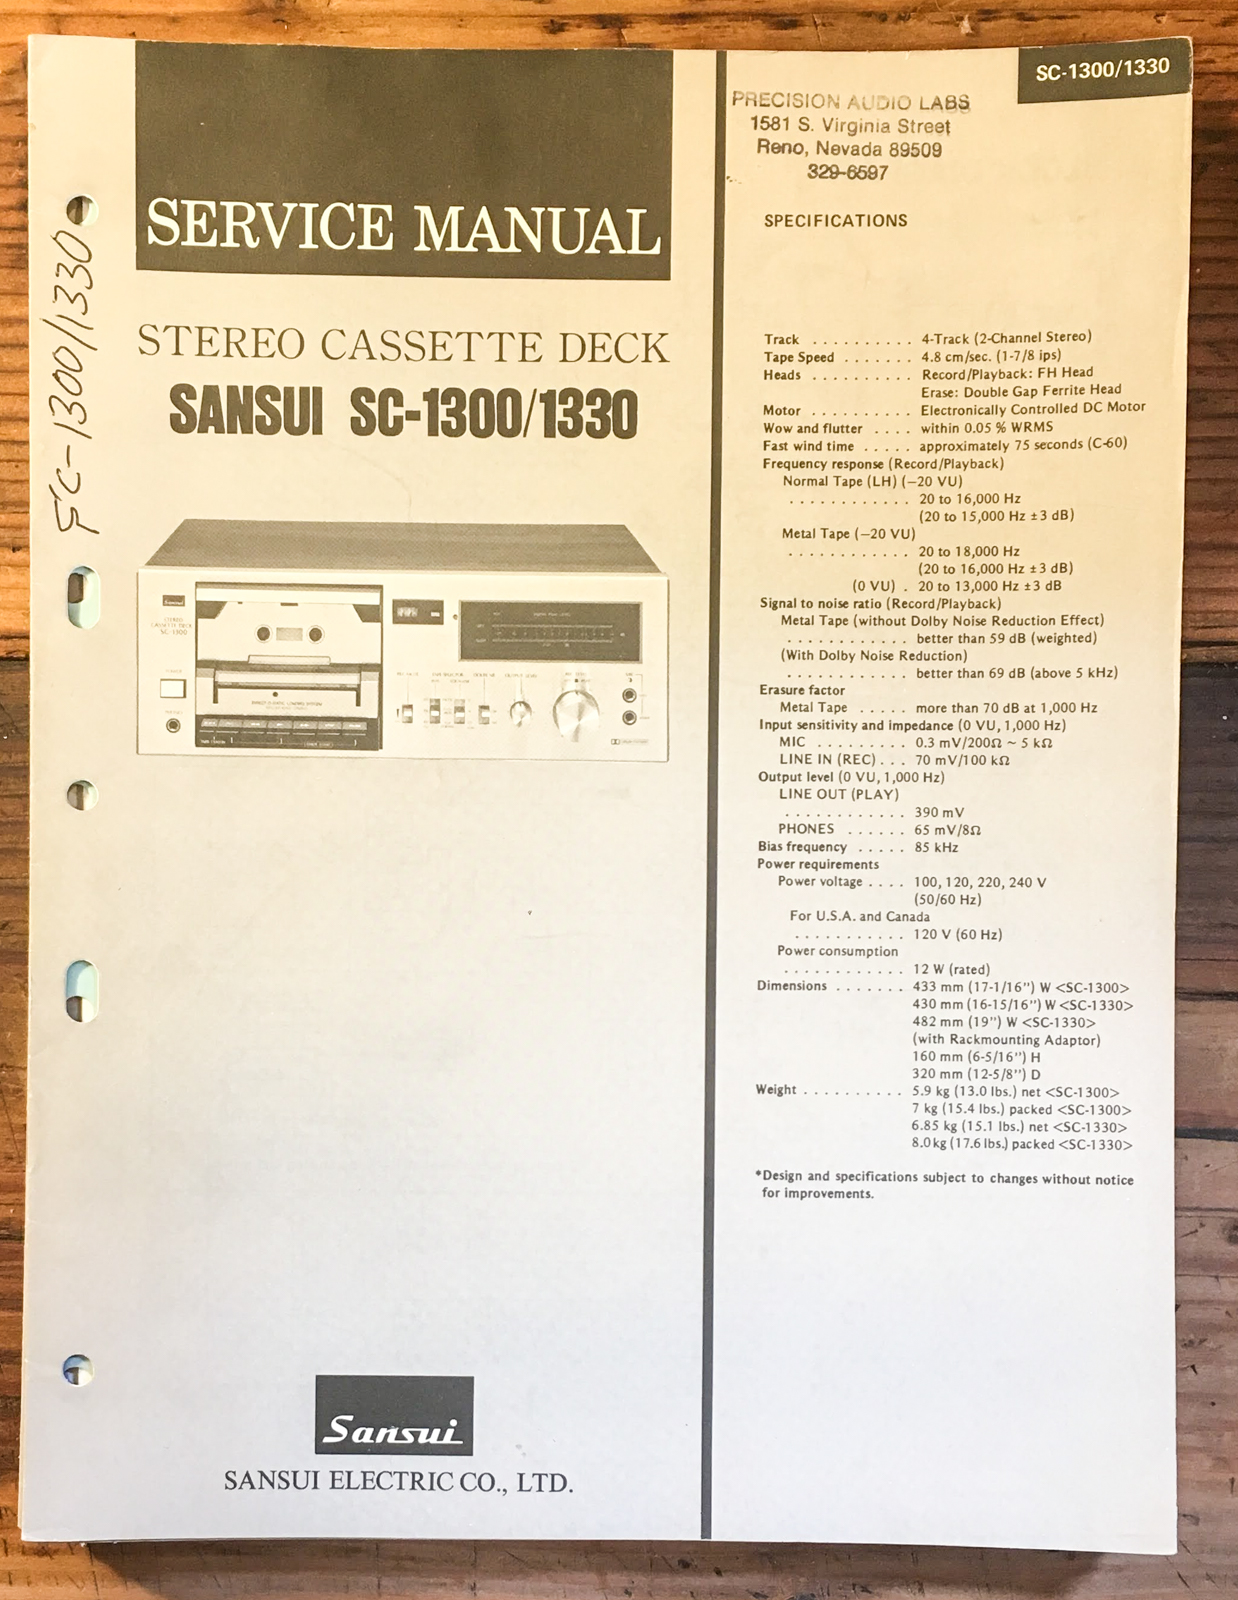 SC-1300/1330
SERVICE MANUAL
STEREO CASSETTE DECK
SANSUI SC-1300/1330
SC-1300/1330
Sansui
STEREO
CASSETTE DECK
SC 1300
Sansui
SANSUI ELECTRIC CO., LTD.
PRECISION AUDIO LABS
1581 S. Virginia Street
Reno, Nevada 89509
329-6597
SPECIFICATIONS
Track . . . . . . . . . . 4-Track (2-Channel Stereo)
Tape Speed . . . . . . . 4.8 cm/sec. (1-7/8 ips)
Heads . . . . . . . . . . Record/Playback: FH Head
Erase: Double Gap Ferrite Head
Motor . . . . . . . . . . Electronically Controlled DC Motor
Wow and flutter . . . . within 0.05 % WRMS
Fast wind time . . . . . approximately 75 seconds (C-60)
Frequency response (Record/Playback)
Normal Tape (LH) (−20 VU)
. . . . . . . . . . . . 20 to 16,000 Hz
(20 to 15,000 Hz ±3 dB)
Metal Tape (−20 VU)
. . . . . . . . . . . . 20 to 18,000 Hz
(20 to 16,000 Hz ±3 dB)
(0 VU) . 20 to 13,000 Hz ±3 dB
Signal to noise ratio (Record/Playback)
Metal Tape (without Dolby Noise Reduction Effect)
. . . . . . . . . . . . better than 59 dB (weighted)
(With Dolby Noise Reduction)
. . . . . . . . . . . . better than 69 dB (above 5 kHz)
Erasure factor
Metal Tape . . . . . more than 70 dB at 1,000 Hz
Input sensitivity and impedance (0 VU, 1,000 Hz)
MIC . . . . . . . . . 0.3 mV/200Ω ~ 5 kΩ
LINE IN (REC) . . . 70 mV/100 kΩ
Output level (0 VU, 1,000 Hz)
LINE OUT (PLAY)
. . . . . . . . . . . . 390 mV
PHONES . . . . . . 65 mV/8Ω
Bias frequency . . . . . 85 kHz
Power requirements
Power voltage . . . . 100, 120, 220, 240 V
(50/60 Hz)
For U.S.A. and Canada
. . . . . . . . . . . 120 V (60 Hz)
Power consumption
. . . . . . . . . . . . 12 W (rated)
Dimensions . . . . . . . 433 mm (17-1/16") W <SC-1300>
430 mm (16-15/16") W <SC-1330>
482 mm (19") W <SC-1330>
(with Rackmounting Adaptor)
160 mm (6-5/16") H
320 mm (12-5/8") D
Weight . . . . . . . . . . 5.9 kg (13.0 lbs.) net <SC-1300>
7 kg (15.4 lbs.) packed <SC-1300>
6.85 kg (15.1 lbs.) net <SC-1330>
8.0 kg (17.6 lbs.) packed <SC-1330>
*Design and specifications subject to changes without notice
for improvements.